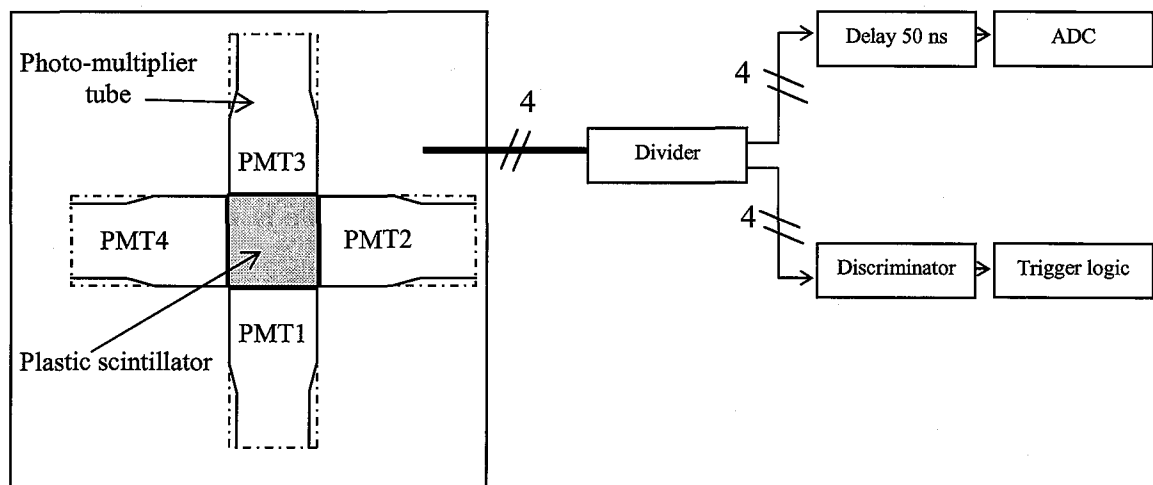 Photo-multiplier
tube
PMT3
PMT4
PMT2
PMT1
Plastic scintillator
4
Divider
4
Delay 50 ns
ADC
4
Discriminator
Trigger logic